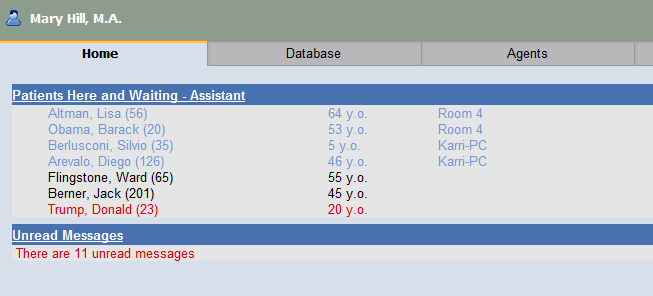 Mary Hill, M.A.
Home Database Agents
Patients Here and Waiting - Assistant
Altman, Lisa (56) 64 y.o. Room 4
Obama, Barack (20) 53 y.o. Room 4
Berlusconi, Silvio (35) 5 y.o. Karri-PC
Arevalo, Diego (126) 46 y.o. Karri-PC
Flingstone, Ward (65) 55 y.o.
Berner, Jack (201) 45 y.o.
Trump, Donald (23) 20 y.o.
Unread Messages
There are 11 unread messages